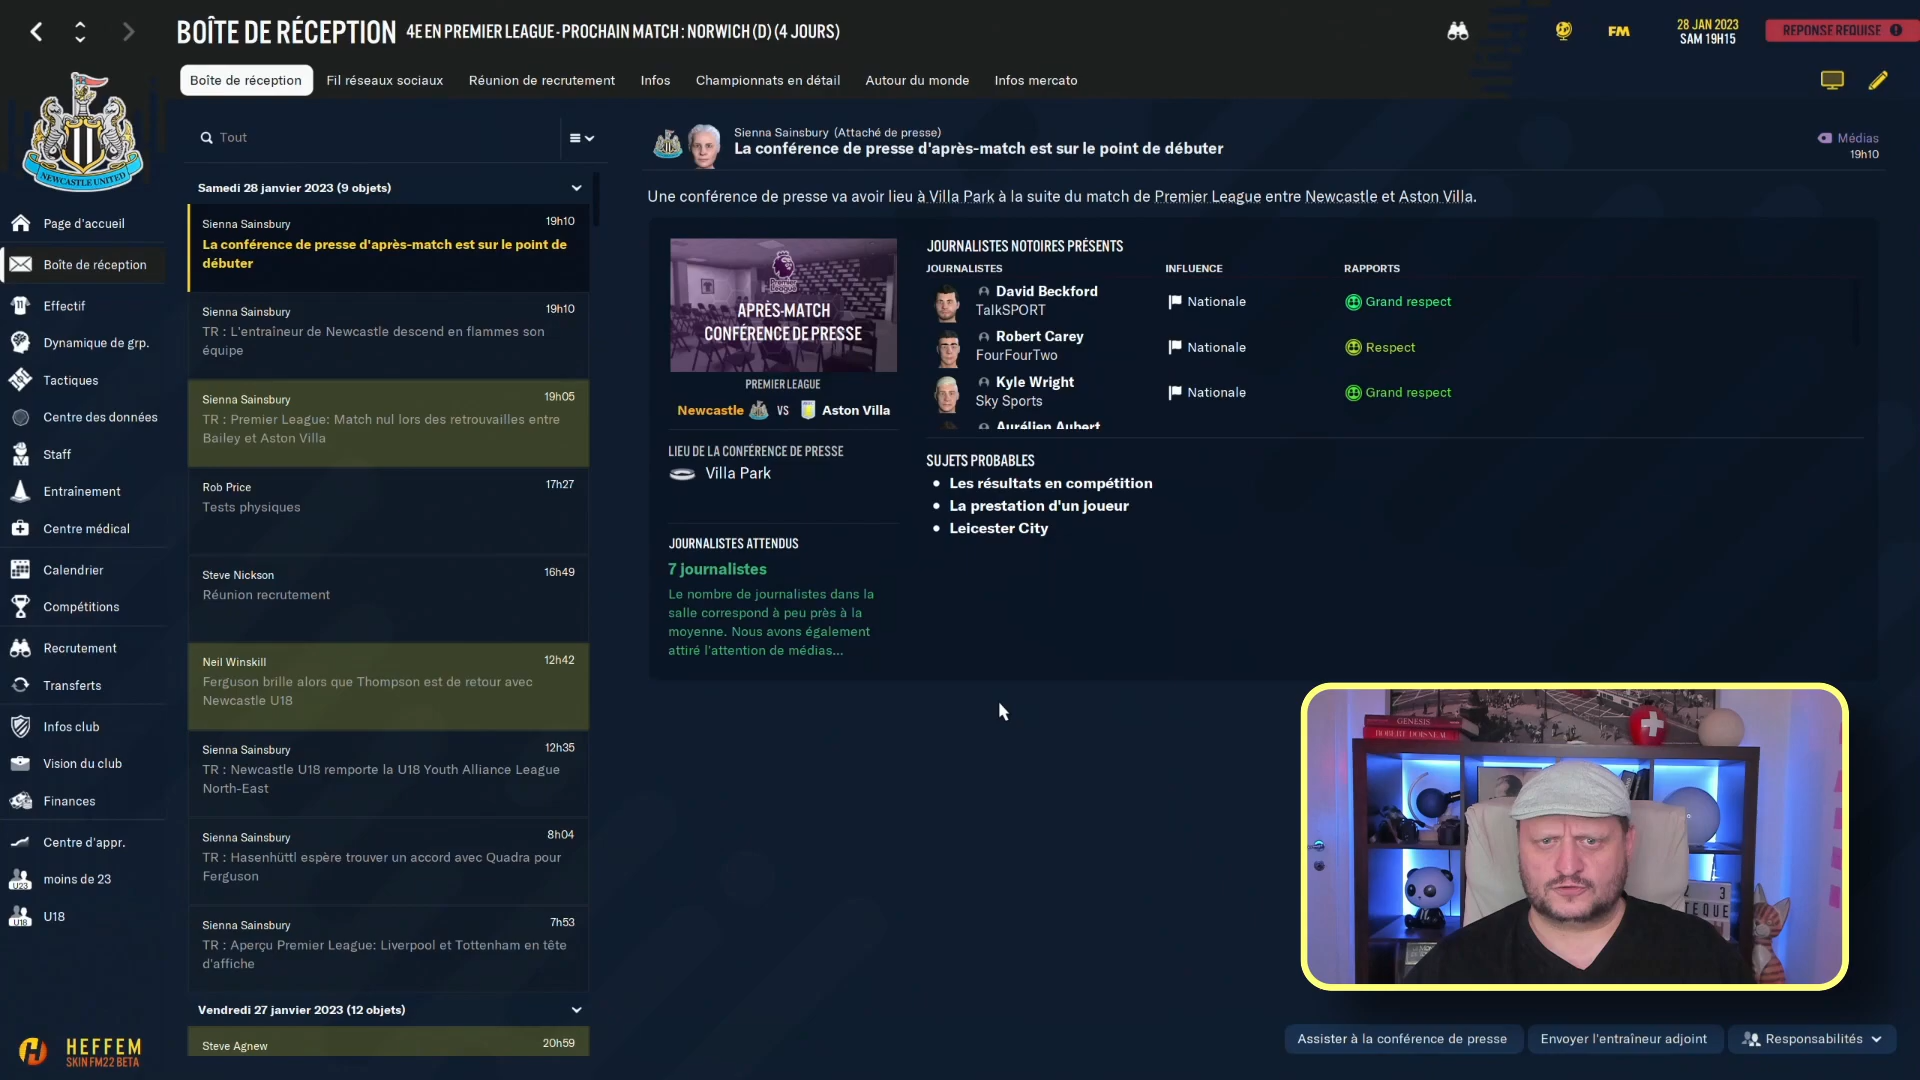 BOÎTE DE RÉCEPTION 4E EN PREMIER LEAGUE - PROCHAIN MATCH : NORWICH (D) (4 JOURS)
FM
28 JAN 2023
SAM 19H15
REPONSE REQUISE
Boîte de réception Fil réseaux sociaux Réunion de recrutement Infos Championnats en détail Autour du monde Infos mercato
NEWCASTLE UNITED
Page d'accueil
Boîte de réception
Effectif
Dynamique de grp.
Tactiques
Centre des données
Staff
Entraînement
Centre médical
Calendrier
Compétitions
Recrutement
Transferts
Infos club
Vision du club
Finances
Centre d'appr.
U23 moins de 23
U18 U18
HEFFEM
SKIN FM22 BETA
Tout
Samedi 28 janvier 2023 (9 objets)
Sienna Sainsbury 19h10
La conférence de presse d'après-match est sur le point de
débuter
Sienna Sainsbury 19h10
TR : L'entraîneur de Newcastle descend en flammes son
équipe
Sienna Sainsbury 19h05
TR : Premier League: Match nul lors des retrouvailles entre
Bailey et Aston Villa
Rob Price 17h27
Tests physiques
Steve Nickson 16h49
Réunion recrutement
Neil Winskill 12h42
Ferguson brille alors que Thompson est de retour avec
Newcastle U18
Sienna Sainsbury 12h35
TR : Newcastle U18 remporte la U18 Youth Alliance League
North-East
Sienna Sainsbury 8h04
TR : Hasenhüttl espère trouver un accord avec Quadra pour
Ferguson
Sienna Sainsbury 7h53
TR : Aperçu Premier League: Liverpool et Tottenham en tête
d'affiche
Vendredi 27 janvier 2023 (12 objets)
Steve Agnew 20h59
Sienna Sainsbury (Attaché de presse)
La conférence de presse d'après-match est sur le point de débuter
Médias
19h10
Une conférence de presse va avoir lieu à Villa Park à la suite du match de Premier League entre Newcastle et Aston Villa.
Premier League
APRÈS-MATCH
CONFÉRENCE DE PRESSE
PREMIER LEAGUE
Newcastle VS Aston Villa
LIEU DE LA CONFÉRENCE DE PRESSE
Villa Park
JOURNALISTES ATTENDUS
7 journalistes
Le nombre de journalistes dans la
salle correspond à peu près à la
moyenne. Nous avons également
attiré l'attention de médias...
JOURNALISTES NOTOIRES PRÉSENTS
JOURNALISTES INFLUENCE RAPPORTS
David Beckford
TalkSPORT
Nationale Grand respect
Robert Carey
FourFourTwo
Nationale Respect
Kyle Wright
Sky Sports
Nationale Grand respect
Aurélien Aubert
SUJETS PROBABLES
• Les résultats en compétition
• La prestation d'un joueur
• Leicester City
GENESIS
ROBERT DOISNEAU
Assister à la conférence de presse Envoyer l'entraîneur adjoint Responsabilités